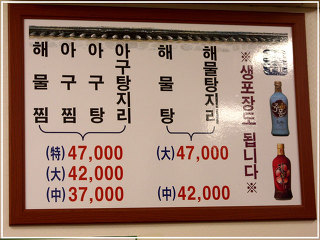 해물찜
아구찜
아구탕
아구탕지리
(特) 47,000
(大) 42,000
(中) 37,000
해물탕
해물탕지리
(大) 47,000
(中) 42,000
※생포장도 됩니다※